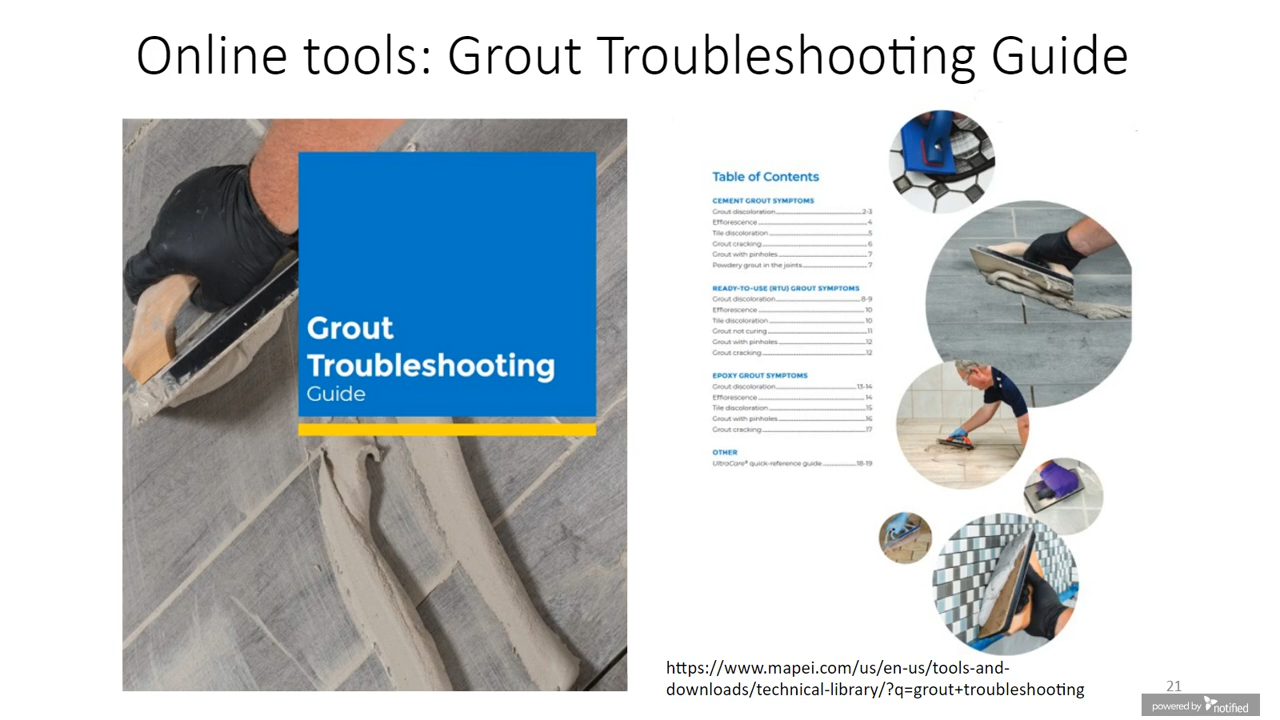 Online tools: Grout Troubleshooting Guide
Grout
Troubleshooting
Guide
Table of Contents
CEMENT GROUT SYMPTOMS
Grout discoloration 2-3
Efflorescence 4
Tile discoloration 5
Grout cracking 6
Grout with pinholes 7
Powdery grout in the joints 7
READY-TO-USE (RTU) GROUT SYMPTOMS
Grout discoloration 8-9
Efflorescence 10
Tile discoloration 10
Grout not curing 11
Grout with pinholes 12
Grout cracking 12
EPOXY GROUT SYMPTOMS
Grout discoloration 13-14
Efflorescence 14
Tile discoloration 15
Grout with pinholes 16
Grout cracking 17
OTHER
UltraCare® quick-reference guide 18-19
https://www.mapei.com/us/en-us/tools-and-
downloads/technical-library/?q=grout+troubleshooting
21
powered by notified